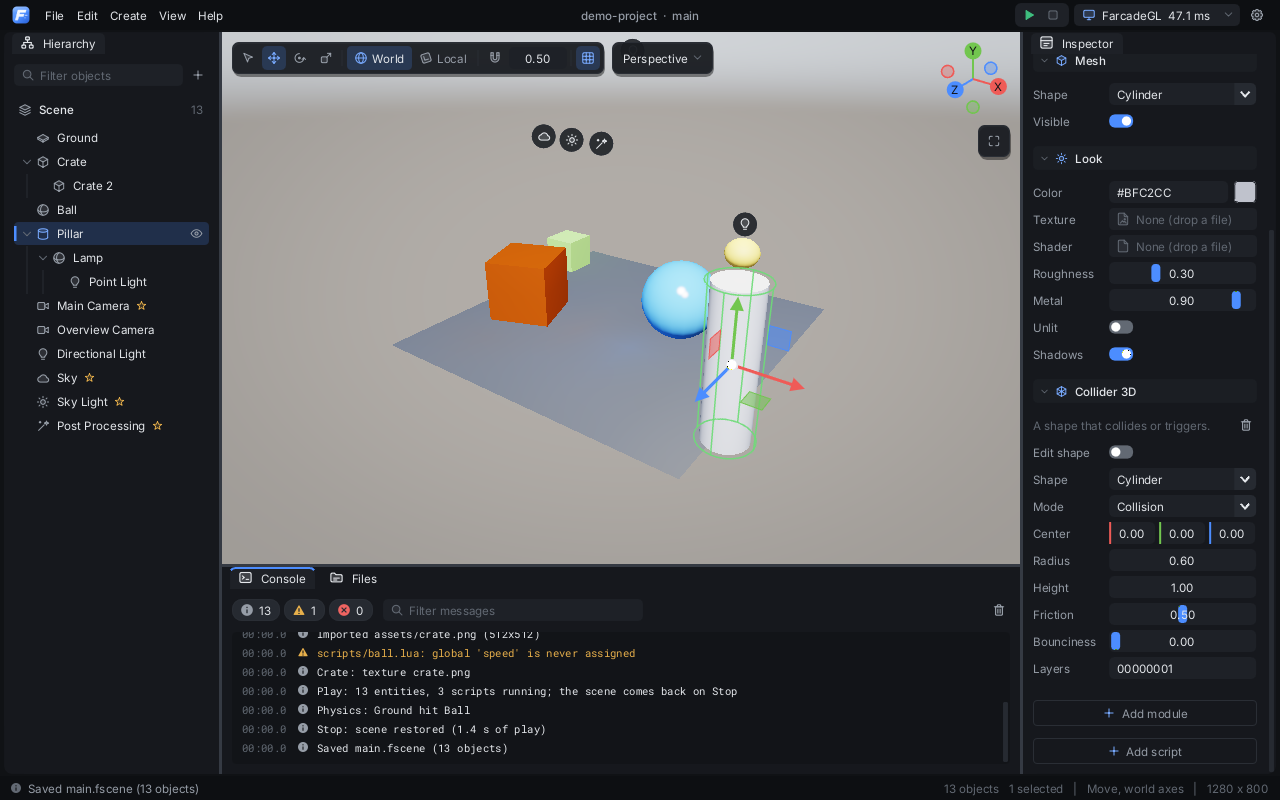 File Edit Create View Help
demo-project · main
FarcadeGL 47.1 ms
Hierarchy
Filter objects
Scene 13
Ground
Crate
Crate 2
Ball
Pillar
Lamp
Point Light
Main Camera
Overview Camera
Directional Light
Sky
Sky Light
Post Processing
World Local 0.50 Perspective
Y
X
Z
Console Files
13 1 0 Filter messages
00:00.0 Imported assets/crate.png (512x512)
00:00.0 scripts/ball.lua: global 'speed' is never assigned
00:00.0 Crate: texture crate.png
00:00.0 Play: 13 entities, 3 scripts running; the scene comes back on Stop
00:00.0 Physics: Ground hit Ball
00:00.0 Stop: scene restored (1.4 s of play)
00:00.0 Saved main.fscene (13 objects)
Inspector
Mesh
Shape Cylinder
Visible
Look
Color #BFC2CC
Texture None (drop a file)
Shader None (drop a file)
Roughness 0.30
Metal 0.90
Unlit
Shadows
Collider 3D
A shape that collides or triggers.
Edit shape
Shape Cylinder
Mode Collision
Center 0.00 0.00 0.00
Radius 0.60
Height 1.00
Friction 0.50
Bounciness 0.00
Layers 00000001
Add module
Add script
Saved main.fscene (13 objects)
13 objects 1 selected | Move, world axes | 1280 x 800